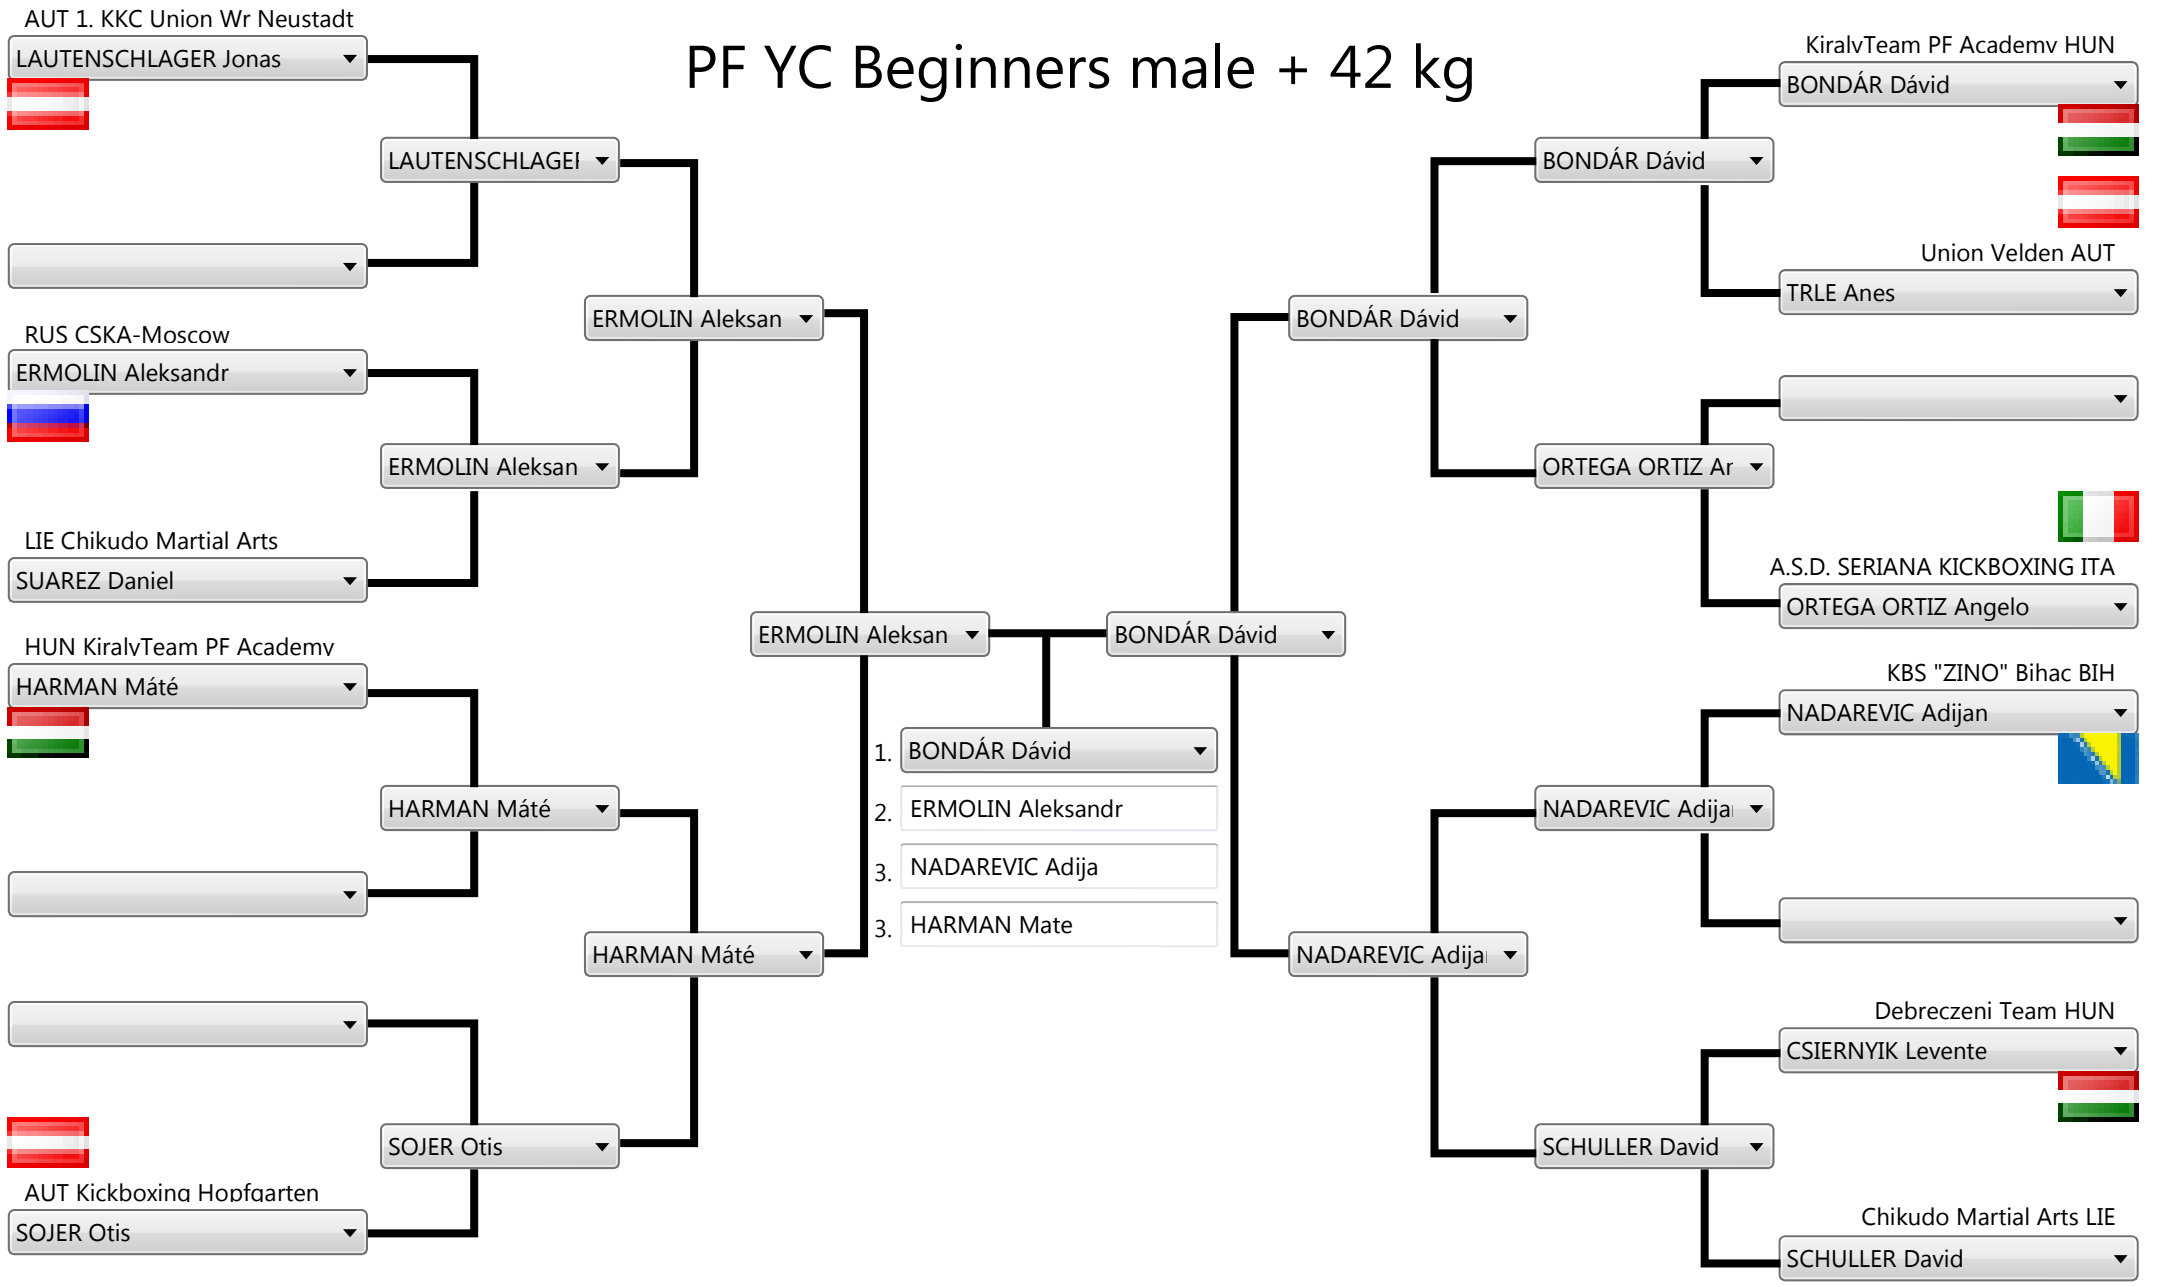 PF YC Beginners male + 42 kg
AUT 1. KKC Union Wr Neustadt
LAUTENSCHLAGER Jonas
RUS CSKA-Moscow
ERMOLIN Aleksandr
LIE Chikudo Martial Arts
SUAREZ Daniel
HUN KiralyTeam PF Academy
HARMAN Máté
AUT Kickboxing Hopfgarten
SOJER Otis
LAUTENSCHLAGER
ERMOLIN Aleksan
HARMAN Máté
SOJER Otis
ERMOLIN Aleksan
HARMAN Máté
ERMOLIN Aleksan
BONDÁR Dávid
1. BONDÁR Dávid
2. ERMOLIN Aleksandr
3. NADAREVIC Adija
3. HARMAN Mate
BONDÁR Dávid
NADAREVIC Adijan
BONDÁR Dávid
ORTEGA ORTIZ Ar
NADAREVIC Adijan
SCHULLER David
KiralyTeam PF Academy HUN
BONDÁR Dávid
Union Velden AUT
TRLE Anes
A.S.D. SERIANA KICKBOXING ITA
ORTEGA ORTIZ Angelo
KBS "ZINO" Bihac BIH
NADAREVIC Adijan
Debreczeni Team HUN
CSIERNYIK Levente
Chikudo Martial Arts LIE
SCHULLER David